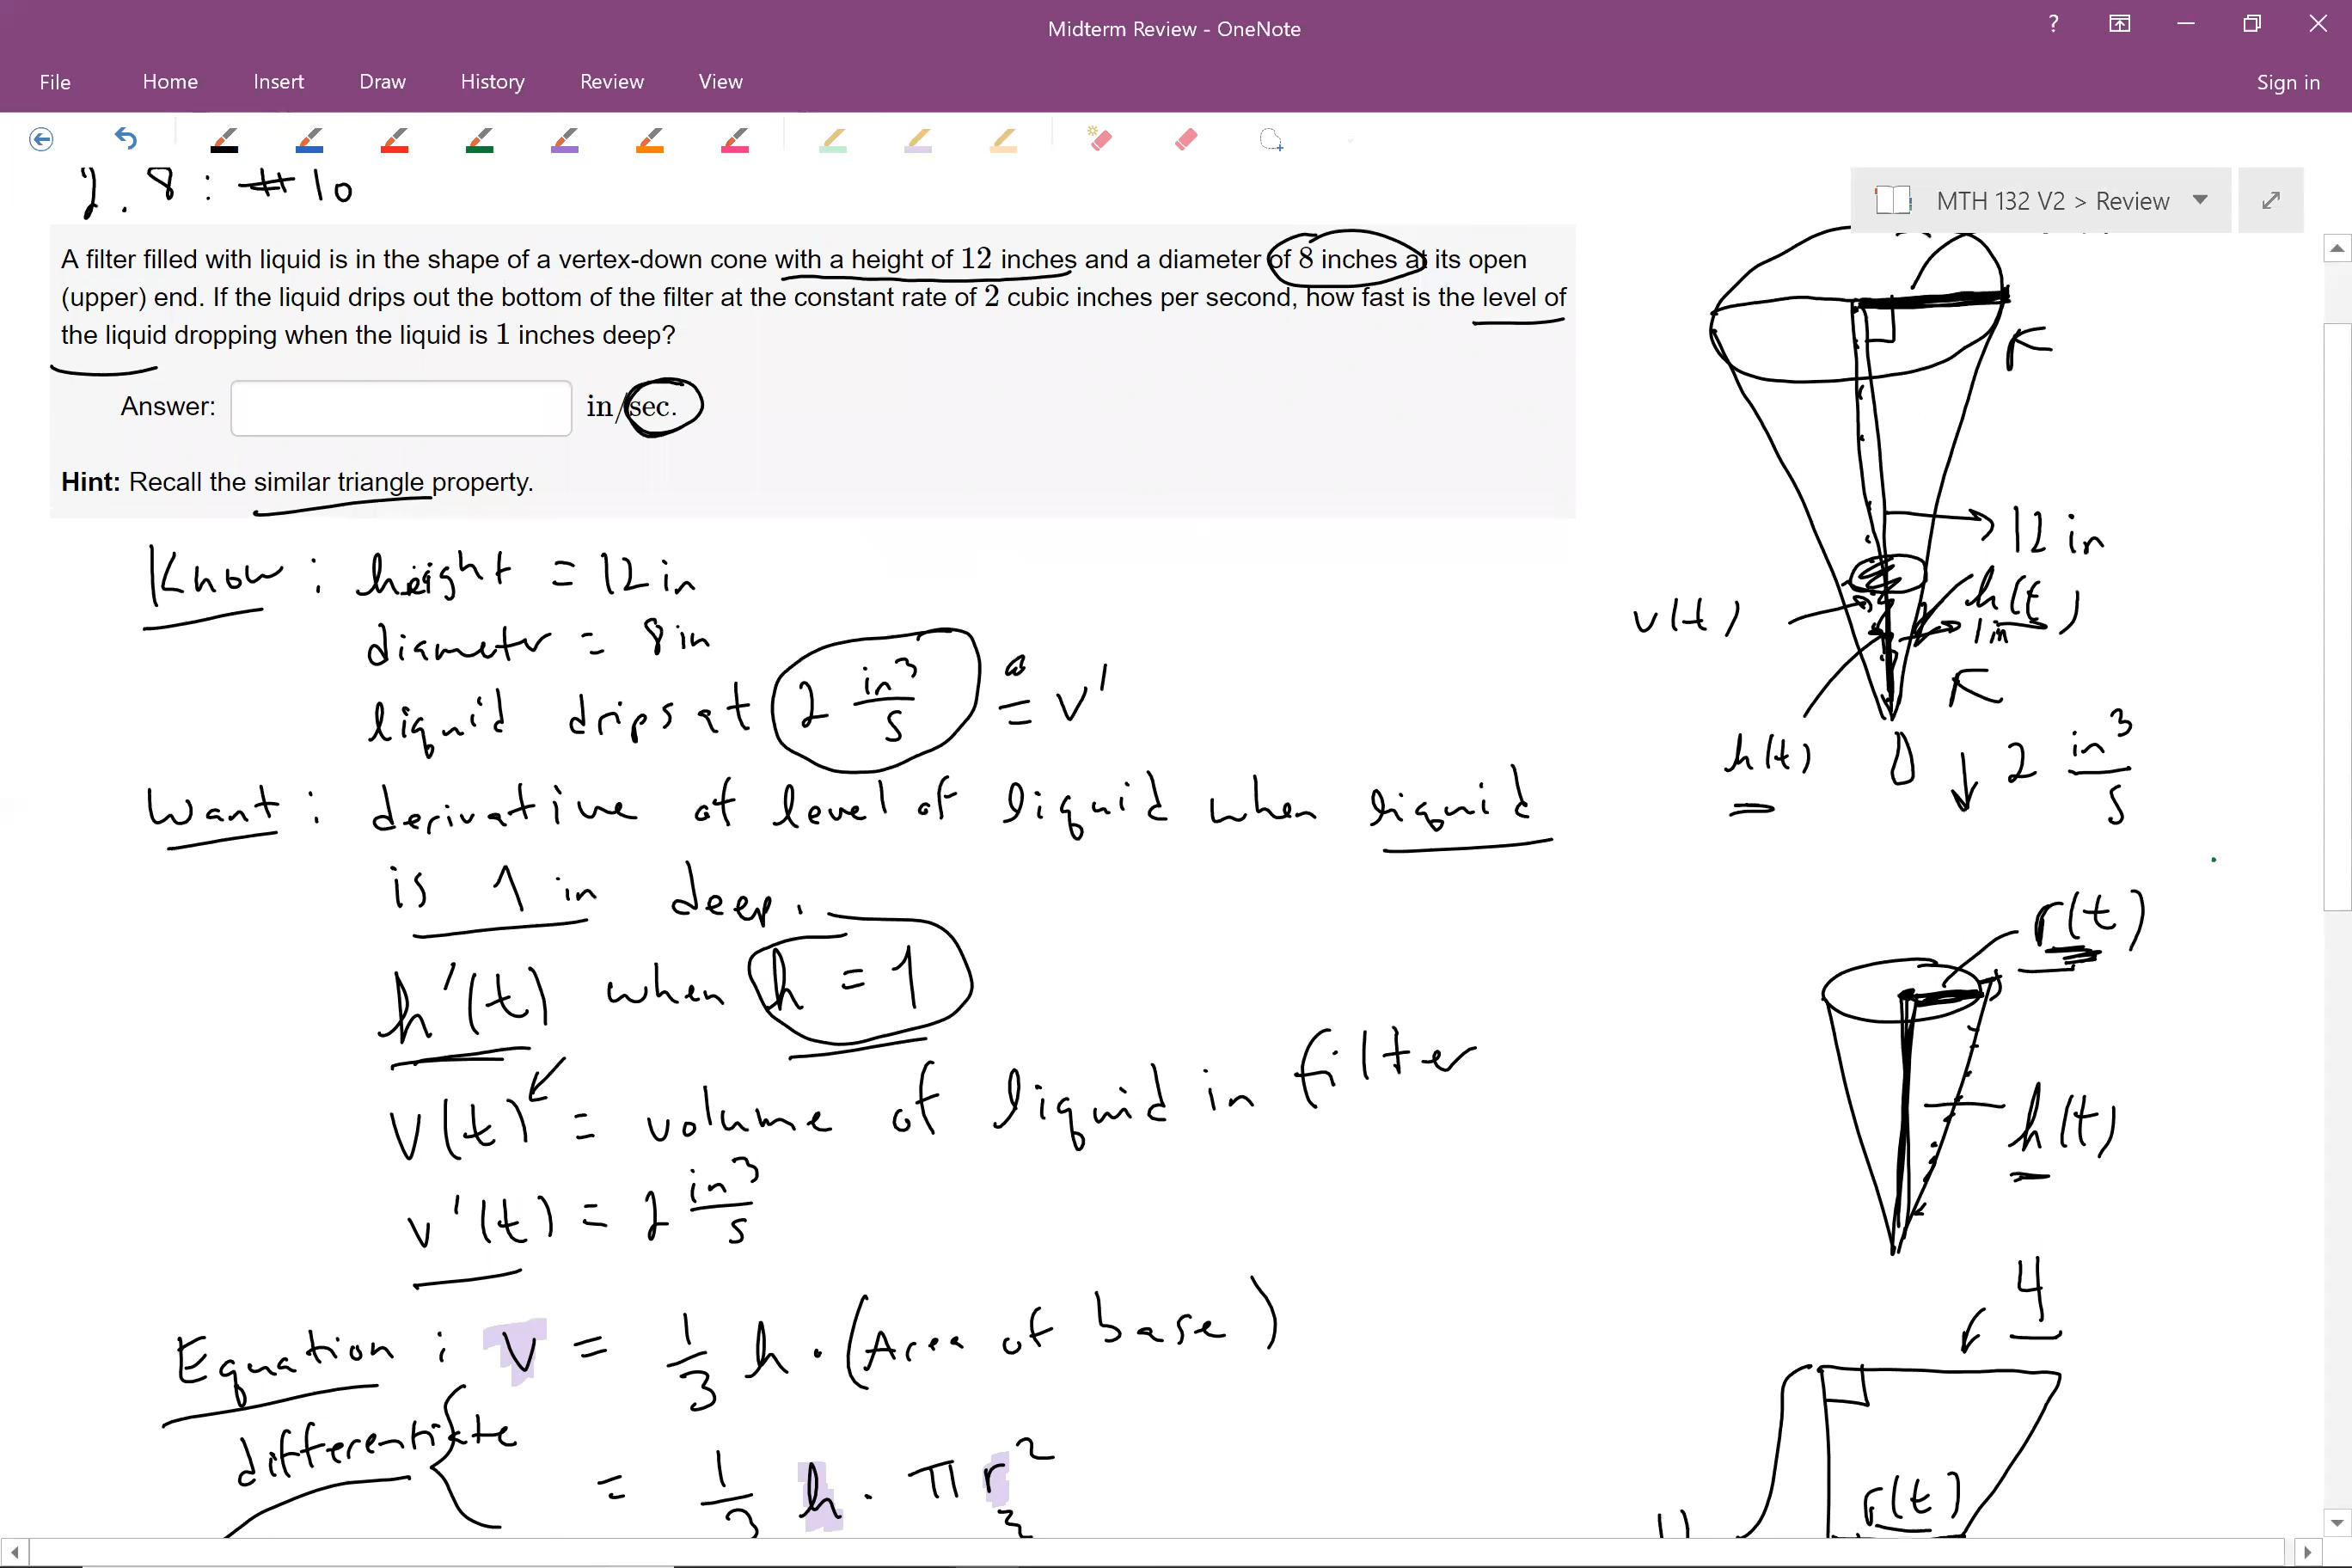 Midterm Review - OneNote
?
File Home Insert Draw History Review View Sign in
2.8 : #10
MTH 132 V2 > Review
A filter filled with liquid is in the shape of a vertex-down cone with a height of 12 inches and a diameter of 8 inches at its open
(upper) end. If the liquid drips out the bottom of the filter at the constant rate of 2 cubic inches per second, how fast is the level of
the liquid dropping when the liquid is 1 inches deep?
Answer: in/sec.
Hint: Recall the similar triangle property.
Know : height = 12 in
diameter = 8 in
liquid drips at 2 in³/s = v'
Want : derivative of level of liquid when liquid
is 1 in deep.
h'(t) when h = 1
V(t) = volume of liquid in filter
v'(t) = 2 in³/s
Equation : V = 1/3 h · (Area of base)
differentiate
= 1/3 h · π r²
12 in
h(t)
1 in
v(t)
h(t)
2 in³/s
r(t)
h(t)
4
r(t)